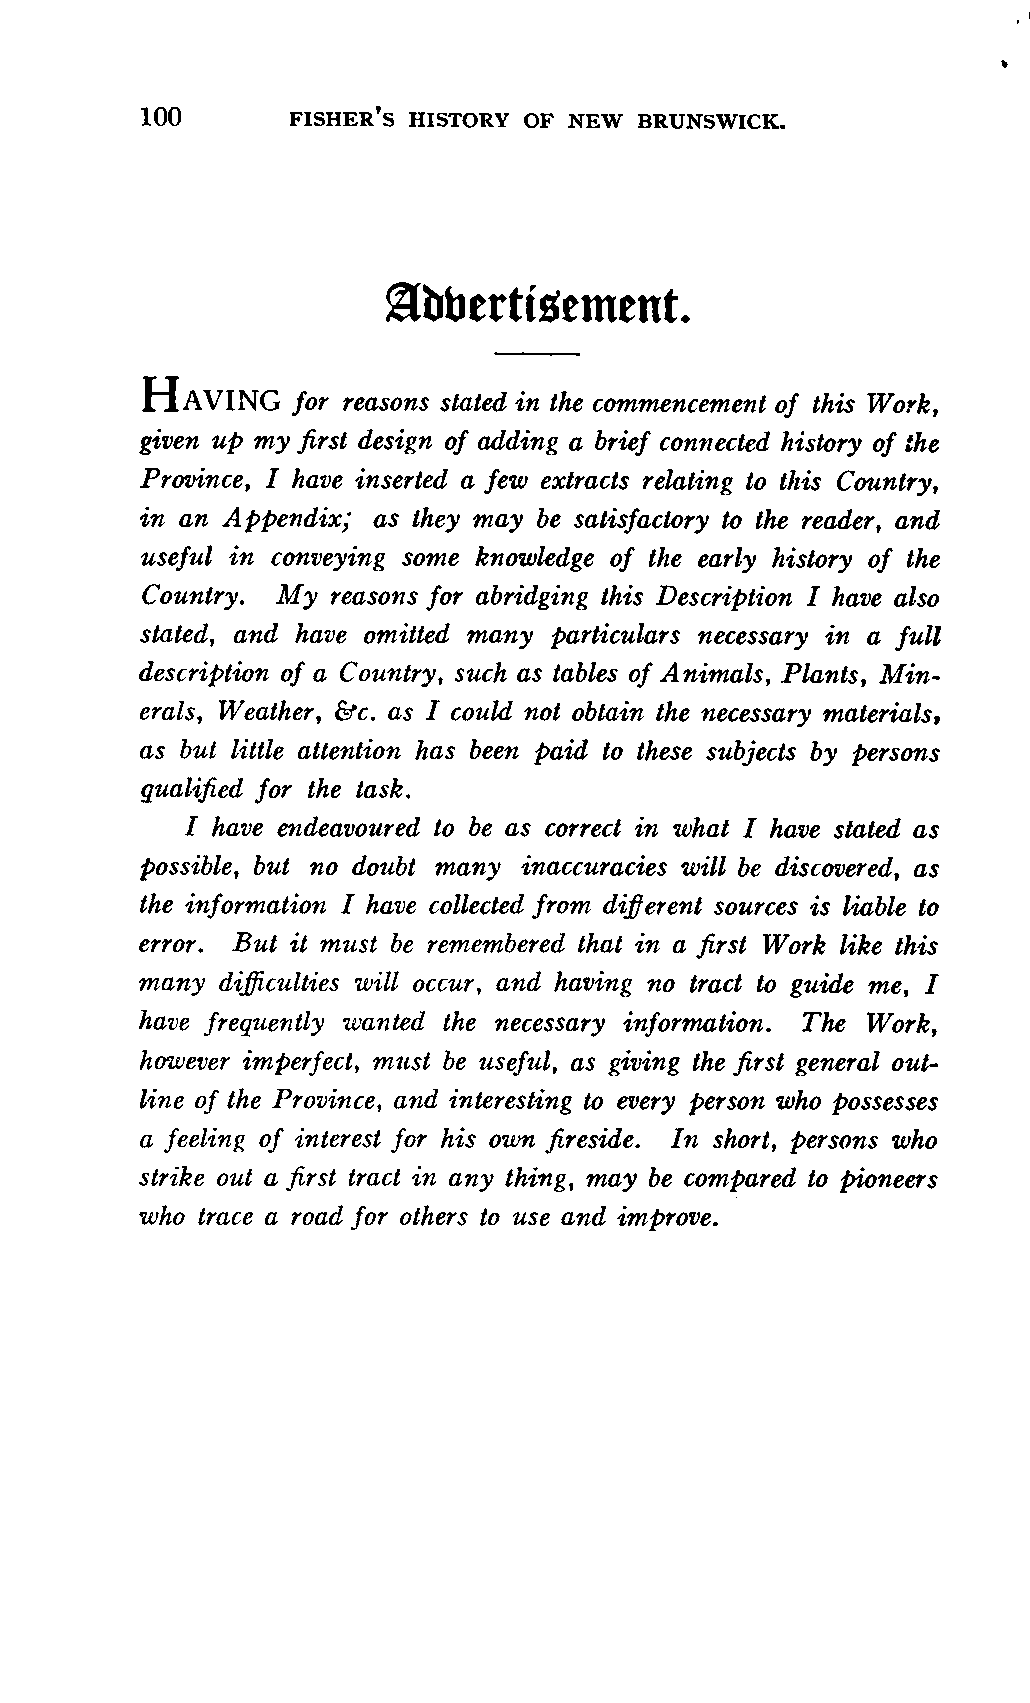 100 FISHER'S HISTORY OF NEW BRUNSWICK.
Advertisement.
HAVING for reasons stated in the commencement of this Work,
given up my first design of adding a brief connected history of the
Province, I have inserted a few extracts relating to this Country,
in an Appendix; as they may be satisfactory to the reader, and
useful in conveying some knowledge of the early history of the
Country. My reasons for abridging this Description I have also
stated, and have omitted many particulars necessary in a full
description of a Country, such as tables of Animals, Plants, Min-
erals, Weather, &c. as I could not obtain the necessary materials,
as but little attention has been paid to these subjects by persons
qualified for the task.
I have endeavoured to be as correct in what I have stated as
possible, but no doubt many inaccuracies will be discovered, as
the information I have collected from different sources is liable to
error. But it must be remembered that in a first Work like this
many difficulties will occur, and having no tract to guide me, I
have frequently wanted the necessary information. The Work,
however imperfect, must be useful, as giving the first general out-
line of the Province, and interesting to every person who possesses
a feeling of interest for his own fireside. In short, persons who
strike out a first tract in any thing, may be compared to pioneers
who trace a road for others to use and improve.